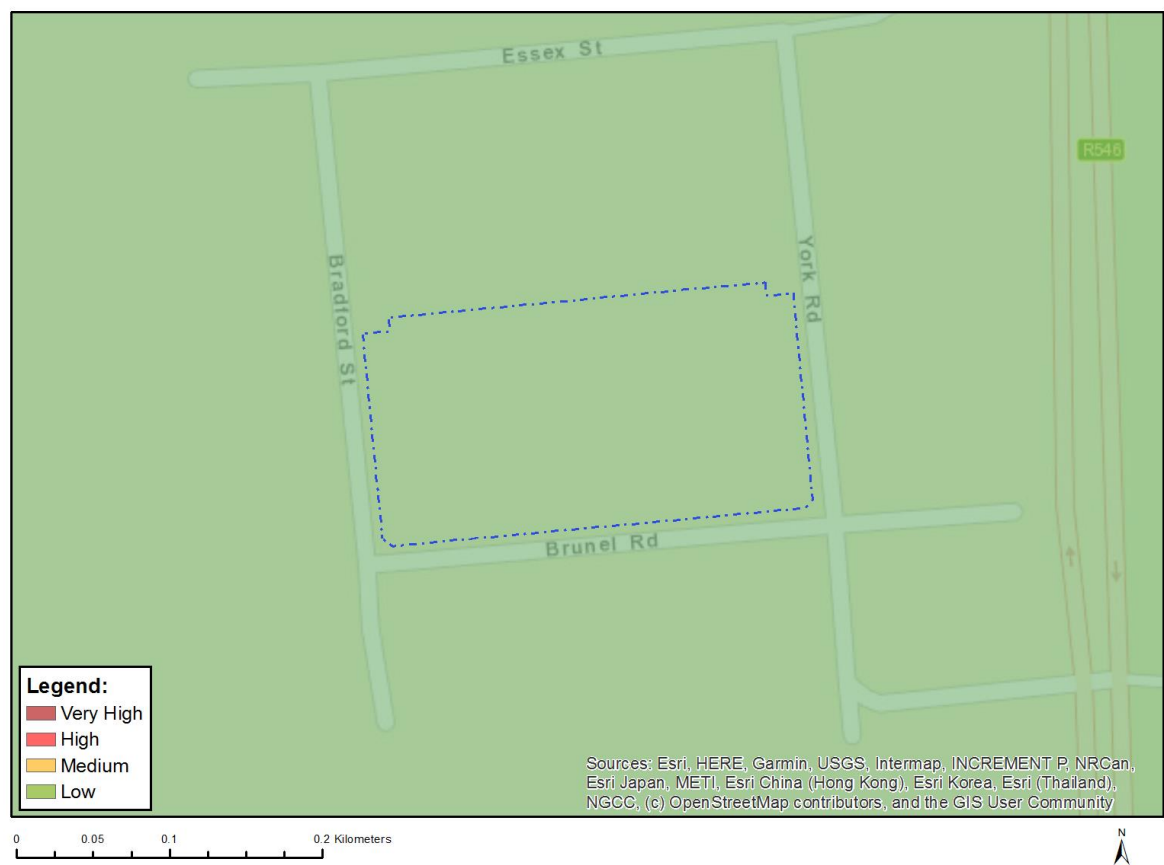 Essex St
R546
York Rd
Bradford St
Brunel Rd
Legend:
Very High
High
Medium
Low
Sources: Esri, HERE, Garmin, USGS, Intermap, INCREMENT P, NRCan,
Esri Japan, METI, Esri China (Hong Kong), Esri Korea, Esri (Thailand),
NGCC, (c) OpenStreetMap contributors, and the GIS User Community
0 0.05 0.1 0.2 Kilometers
N